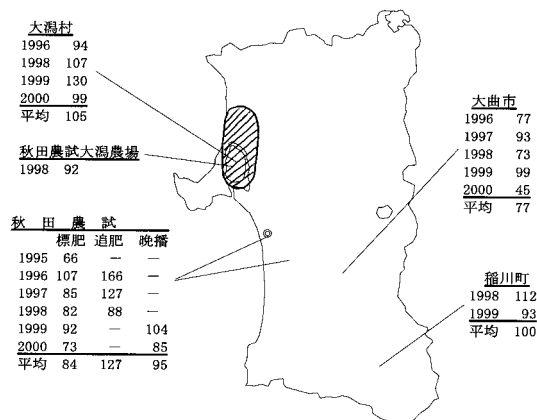 大潟村
1996 94
1998 107
1999 130
2000 99
平均 105
秋田農試大潟農場
1998 92
秋田農試
標肥 追肥 晩播
1995 66 — —
1996 107 166 —
1997 85 127 —
1998 82 88 —
1999 92 — 104
2000 73 — 85
平均 84 127 95
大曲市
1996 77
1997 93
1998 73
1999 99
2000 45
平均 77
稲川町
1998 112
1999 93
平均 100